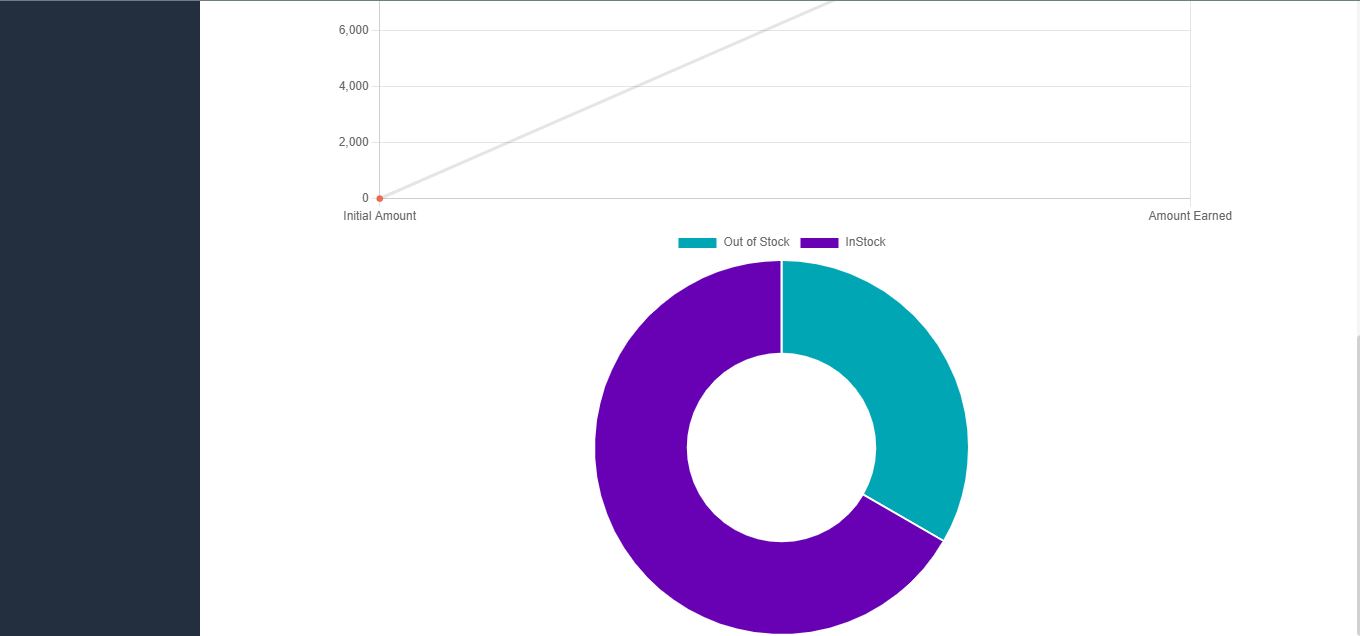 6,000
4,000
2,000
0
Initial Amount Amount Earned
Out of Stock InStock